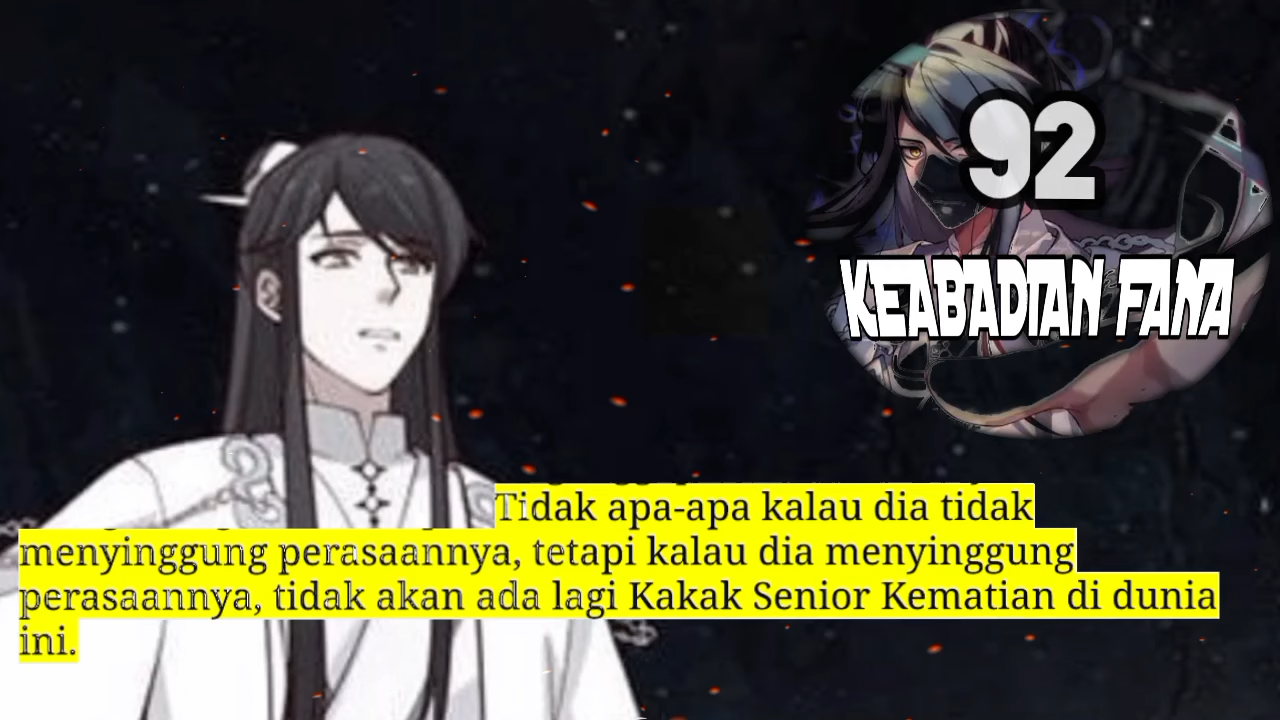 92
KEABADIAN FANA
Tidak apa-apa kalau dia tidak
menyinggung perasaannya, tetapi kalau dia menyinggung
perasaannya, tidak akan ada lagi Kakak Senior Kematian di dunia
ini.